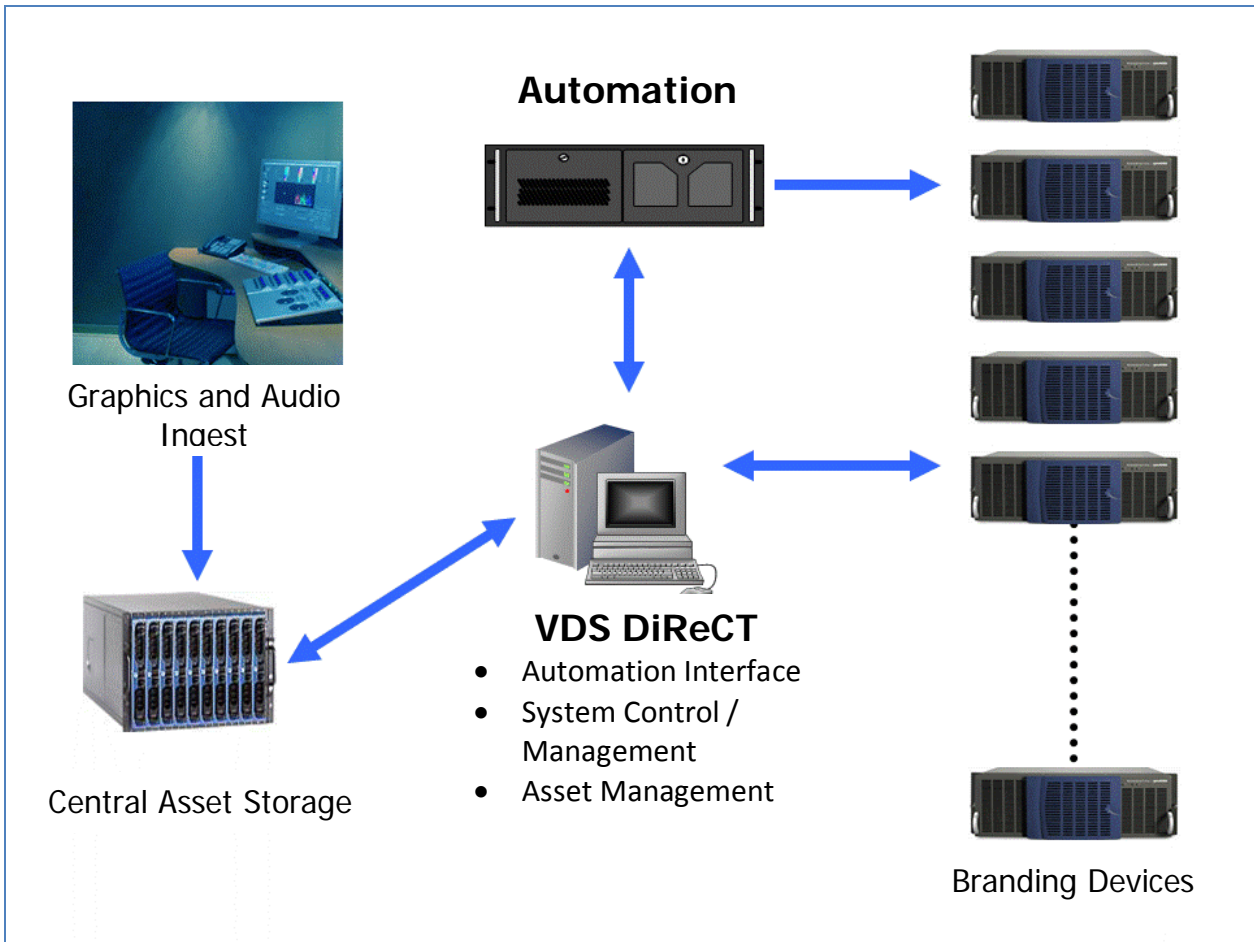 Automation
Graphics and Audio
Ingest
VDS DiReCT
• Automation Interface
• System Control /
Management
• Asset Management
Central Asset Storage
Branding Devices